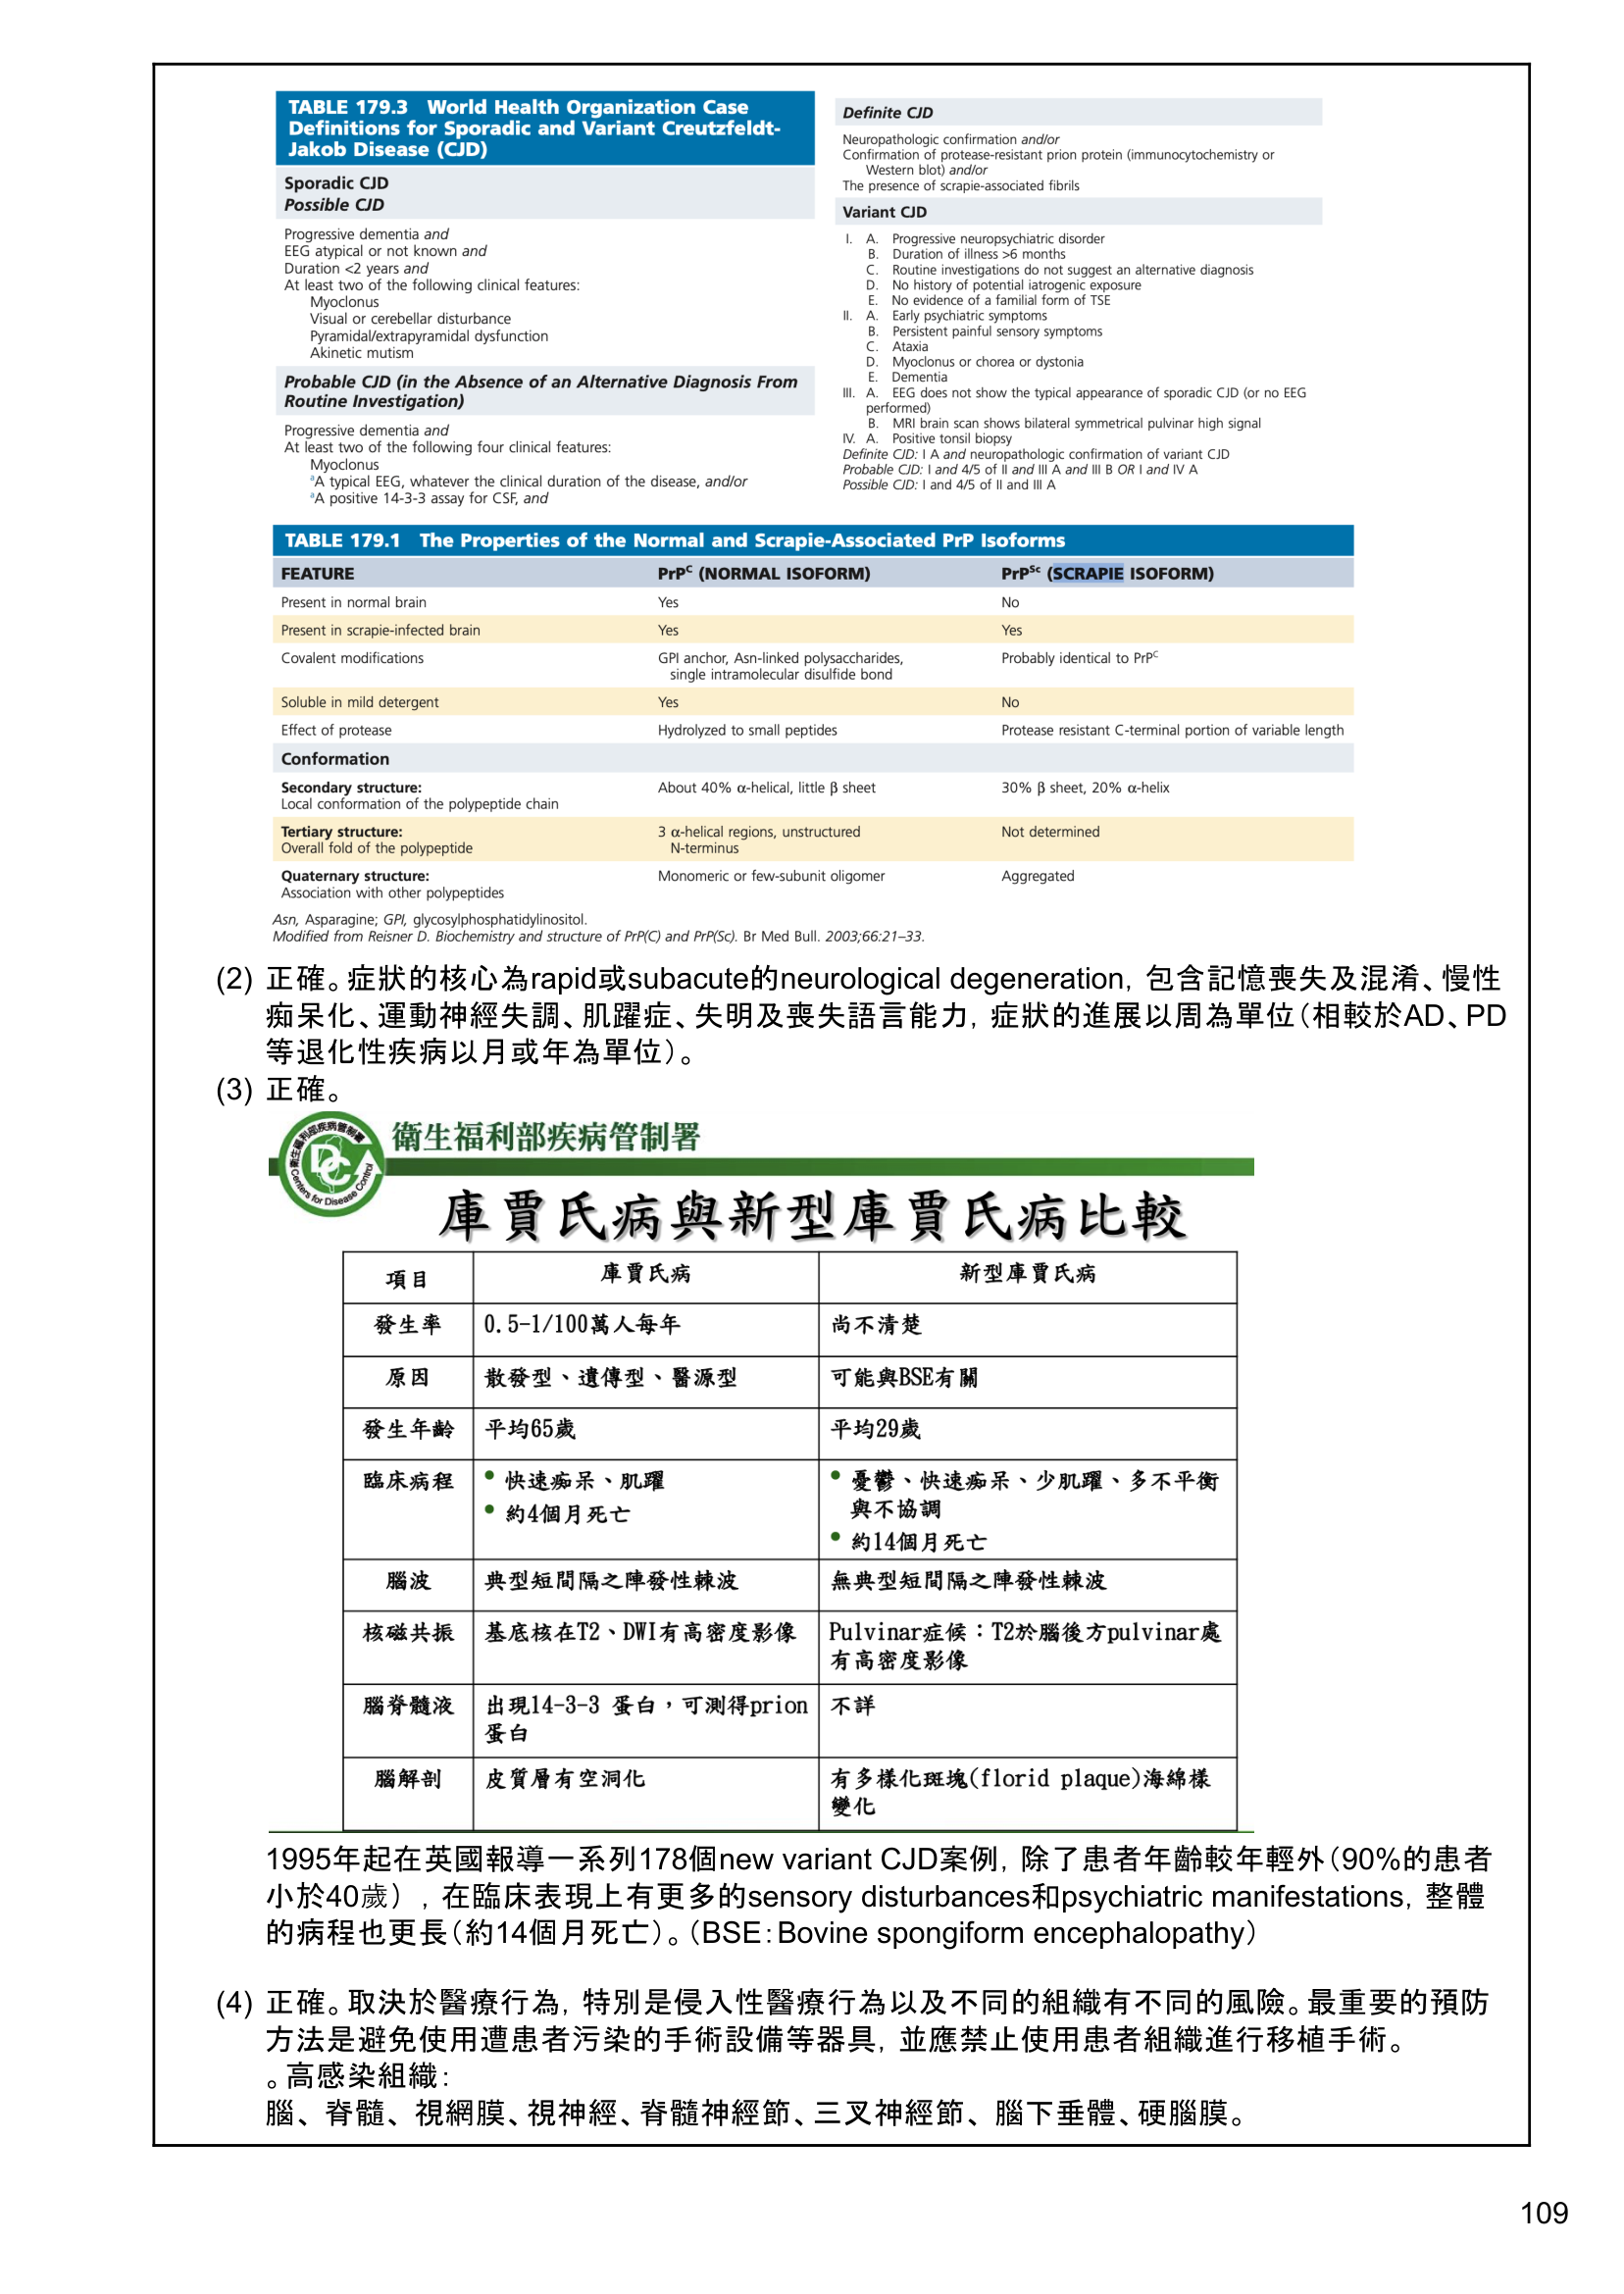 TABLE 179.3 World Health Organization Case
Definitions for Sporadic and Variant Creutzfeldt-
Jakob Disease (CJD)
Sporadic CJD
Possible CJD
Progressive dementia and
EEG atypical or not known and
Duration <2 years and
At least two of the following clinical features:
Myoclonus
Visual or cerebellar disturbance
Pyramidal/extrapyramidal dysfunction
Akinetic mutism
Probable CJD (in the Absence of an Alternative Diagnosis From
Routine Investigation)
Progressive dementia and
At least two of the following four clinical features:
Myoclonus
ᵃA typical EEG, whatever the clinical duration of the disease, and/or
ᵃA positive 14-3-3 assay for CSF, and
Definite CJD
Neuropathologic confirmation and/or
Confirmation of protease-resistant prion protein (immunocytochemistry or
Western blot) and/or
The presence of scrapie-associated fibrils
Variant CJD
I. A. Progressive neuropsychiatric disorder
B. Duration of illness >6 months
C. Routine investigations do not suggest an alternative diagnosis
D. No history of potential iatrogenic exposure
E. No evidence of a familial form of TSE
II. A. Early psychiatric symptoms
B. Persistent painful sensory symptoms
C. Ataxia
D. Myoclonus or chorea or dystonia
E. Dementia
III. A. EEG does not show the typical appearance of sporadic CJD (or no EEG
performed)
B. MRI brain scan shows bilateral symmetrical pulvinar high signal
IV. A. Positive tonsil biopsy
Definite CJD: I A and neuropathologic confirmation of variant CJD
Probable CJD: I and 4/5 of II and III A and III B OR I and IV A
Possible CJD: I and 4/5 of II and III A
TABLE 179.1 The Properties of the Normal and Scrapie-Associated PrP Isoforms
FEATURE PrPᶜ (NORMAL ISOFORM) PrPˢᶜ (SCRAPIE ISOFORM)
Present in normal brain Yes No
Present in scrapie-infected brain Yes Yes
Covalent modifications GPI anchor, Asn-linked polysaccharides, Probably identical to PrPᶜ
single intramolecular disulfide bond
Soluble in mild detergent Yes No
Effect of protease Hydrolyzed to small peptides Protease resistant C-terminal portion of variable length
Conformation
Secondary structure: About 40% α-helical, little β sheet 30% β sheet, 20% α-helix
Local conformation of the polypeptide chain
Tertiary structure: 3 α-helical regions, unstructured Not determined
Overall fold of the polypeptide N-terminus
Quaternary structure: Monomeric or few-subunit oligomer Aggregated
Association with other polypeptides
Asn, Asparagine; GPI, glycosylphosphatidylinositol.
Modified from Reisner D. Biochemistry and structure of PrP(C) and PrP(Sc). Br Med Bull. 2003;66:21–33.
(2) 正確。症狀的核心為rapid或subacute的neurological degeneration，包含記憶喪失及混淆、慢性
痴呆化、運動神經失調、肌躍症、失明及喪失語言能力，症狀的進展以周為單位（相較於AD、PD
等退化性疾病以月或年為單位）。
(3) 正確。
衛生福利部疾病管制署
衛生福利部疾病管制署
DC
Centers for Disease Control
庫賈氏病與新型庫賈氏病比較
項目 庫賈氏病 新型庫賈氏病
發生率 0.5-1/100萬人每年 尚不清楚
原因 散發型、遺傳型、醫源型 可能與BSE有關
發生年齡 平均65歲 平均29歲
臨床病程 • 快速痴呆、肌躍 • 憂鬱、快速痴呆、少肌躍、多不平衡
與不協調
• 約4個月死亡 • 約14個月死亡
腦波 典型短間隔之陣發性棘波 無典型短間隔之陣發性棘波
核磁共振 基底核在T2、DWI有高密度影像 Pulvinar症候：T2於腦後方pulvinar處
有高密度影像
腦脊髓液 出現14-3-3 蛋白，可測得prion 不詳
蛋白
腦解剖 皮質層有空洞化 有多樣化斑塊(florid plaque)海綿樣
變化
1995年起在英國報導一系列178個new variant CJD案例，除了患者年齡較年輕外（90%的患者
小於40歲），在臨床表現上有更多的sensory disturbances和psychiatric manifestations，整體
的病程也更長（約14個月死亡）。（BSE：Bovine spongiform encephalopathy）
(4) 正確。取決於醫療行為，特別是侵入性醫療行為以及不同的組織有不同的風險。最重要的預防
方法是避免使用遭患者污染的手術設備等器具，並應禁止使用患者組織進行移植手術。
。高感染組織：
腦、脊髓、視網膜、視神經、脊髓神經節、三叉神經節、腦下垂體、硬腦膜。
109